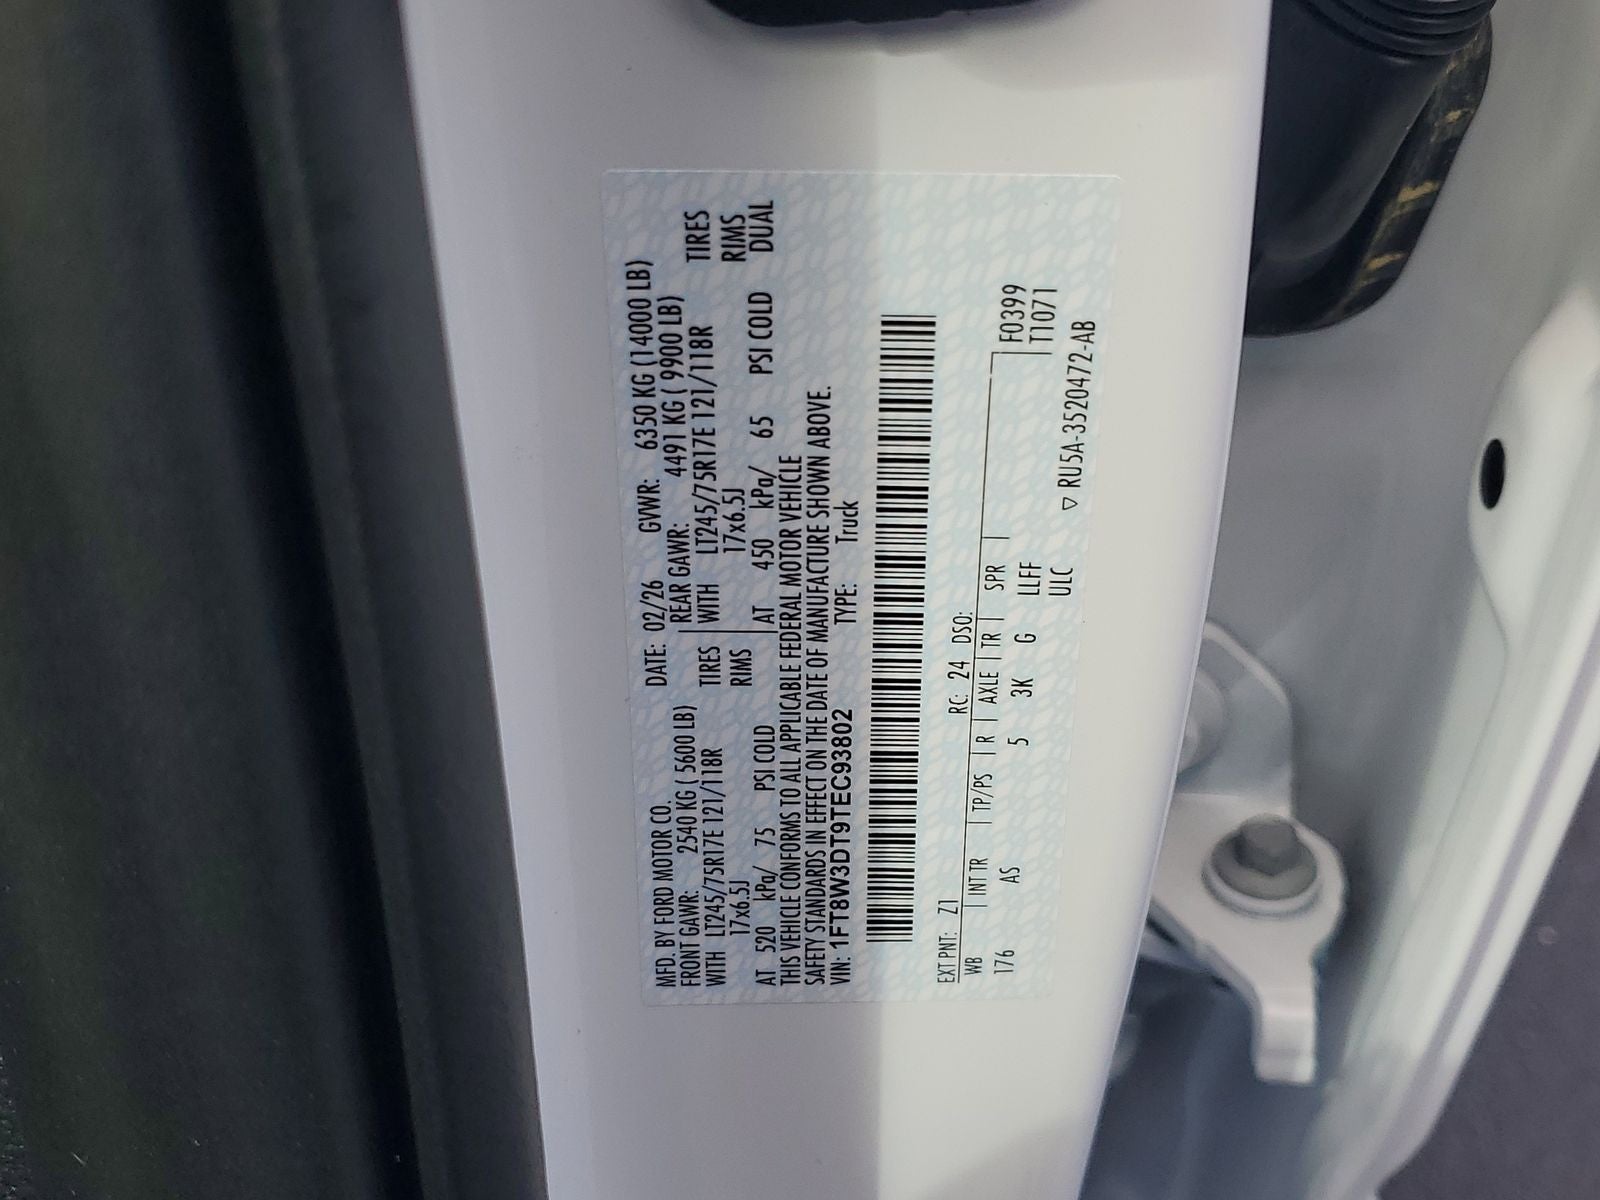 MFD. BY FORD MOTOR CO. DATE: 02/26 GVWR: 6350 KG (14000 LB)
FRONT GAWR: 2540 KG ( 5600 LB) REAR GAWR: 4491 KG ( 9900 LB)
WITH LT245/75R17E 121/118R TIRES WITH LT245/75R17E 121/118R TIRES
17x6.5J RIMS 17x6.5J RIMS
AT 520 kPa/ 75 PSI COLD AT 450 kPa/ 65 PSI COLD DUAL
THIS VEHICLE CONFORMS TO ALL APPLICABLE FEDERAL MOTOR VEHICLE
SAFETY STANDARDS IN EFFECT ON THE DATE OF MANUFACTURE SHOWN ABOVE.
VIN: 1FT8W3DT9TEC93802 TYPE: Truck
EXT PNT: Z1 RC: 24 DSO: F0399
WB INT TR TP/PS R AXLE TR SPR T1071
176 AS 5 3K G LLFF
ULC
▽ RU5A-3520472-AB